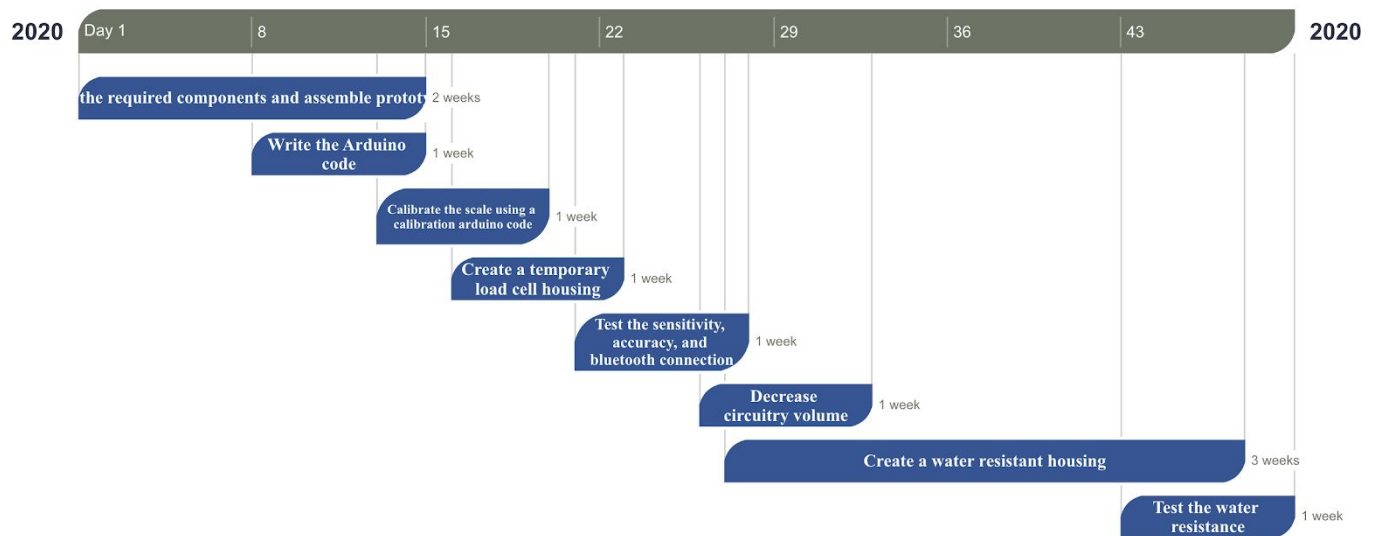 2020 Day 1 8 15 22 29 36 43 2020
the required components and assemble prototy 2 weeks
Write the Arduino
code
1 week
Calibrate the scale using a
calibration arduino code
1 week
Create a temporary
load cell housing
1 week
Test the sensitivity,
accuracy, and
bluetooth connection
1 week
Decrease
circuitry volume
1 week
Create a water resistant housing 3 weeks
Test the water
resistance
1 week